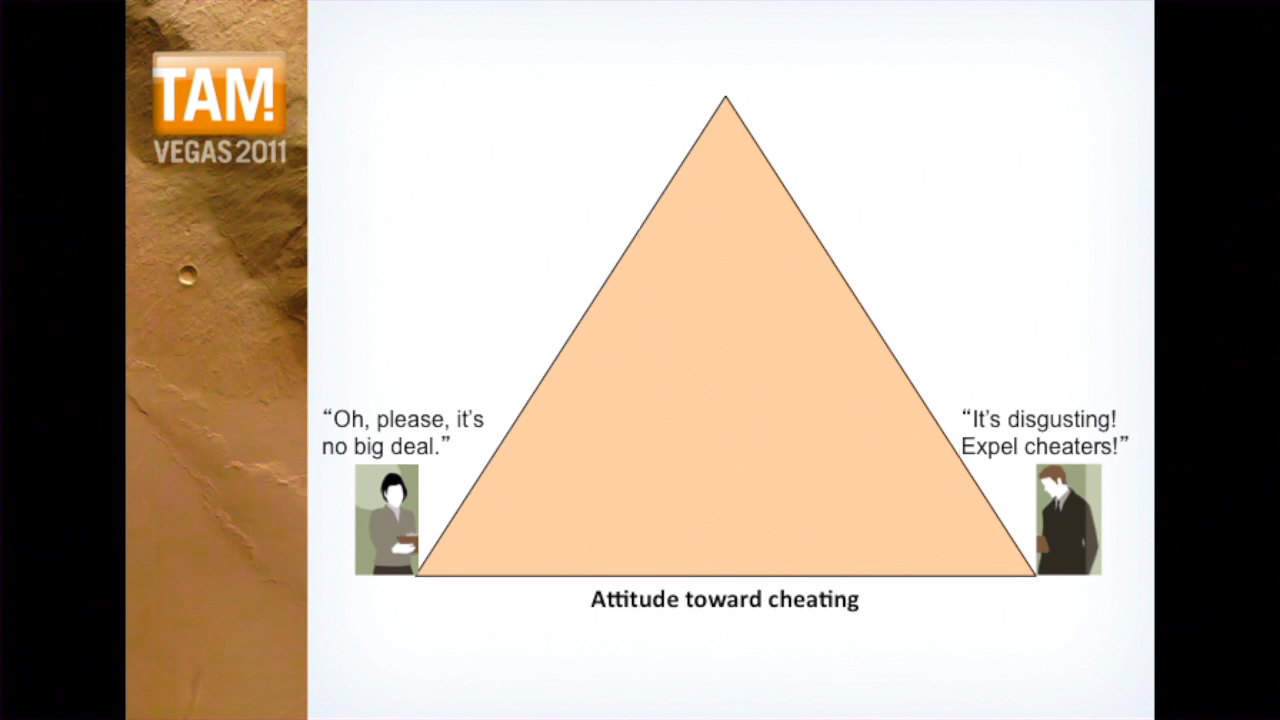 TAM!
VEGAS 2011
“Oh, please, it’s
no big deal.”
“It’s disgusting!
Expel cheaters!”
Attitude toward cheating